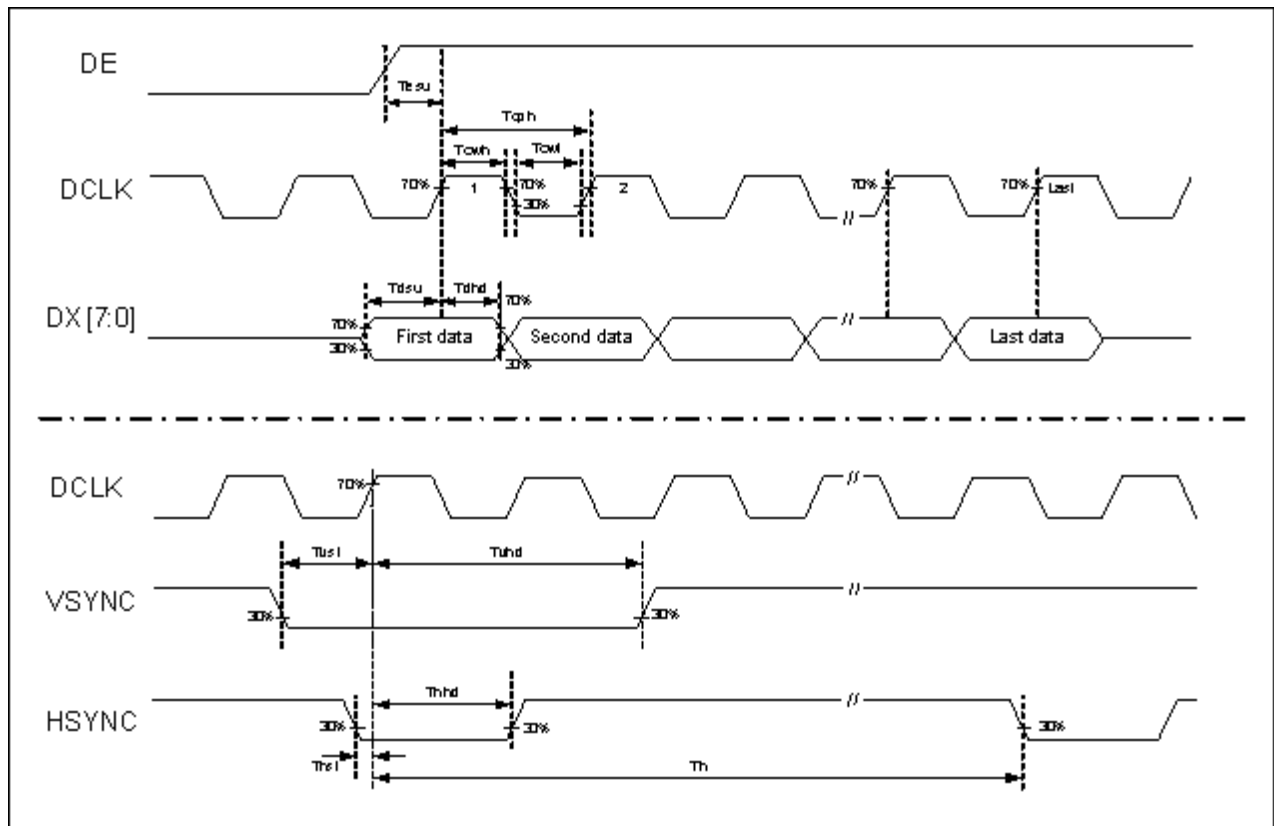 DE
Tesu
Tcph
Tcwh
Tcwl
DCLK
70%
1
70%
30%
2
70%
70%
Last
//
Tdsu
Tdhd
70%
DX[7:0]
70%
30%
First data
Second data
//
Last data
30%
DCLK
70%
//
Tvhd
VSYNC
30%
30%
//
Thhd
HSYNC
30%
30%
//
30%
Th